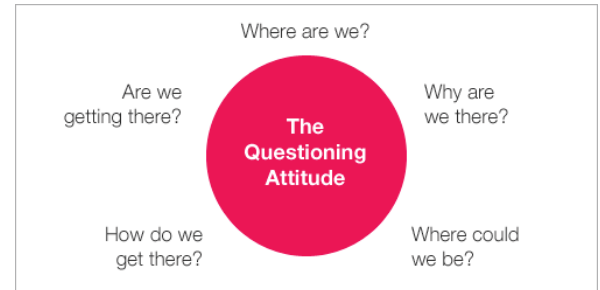 Where are we?
Why are
we there?
Where could
we be?
How do we
get there?
Are we
getting there?
The
Questioning
Attitude